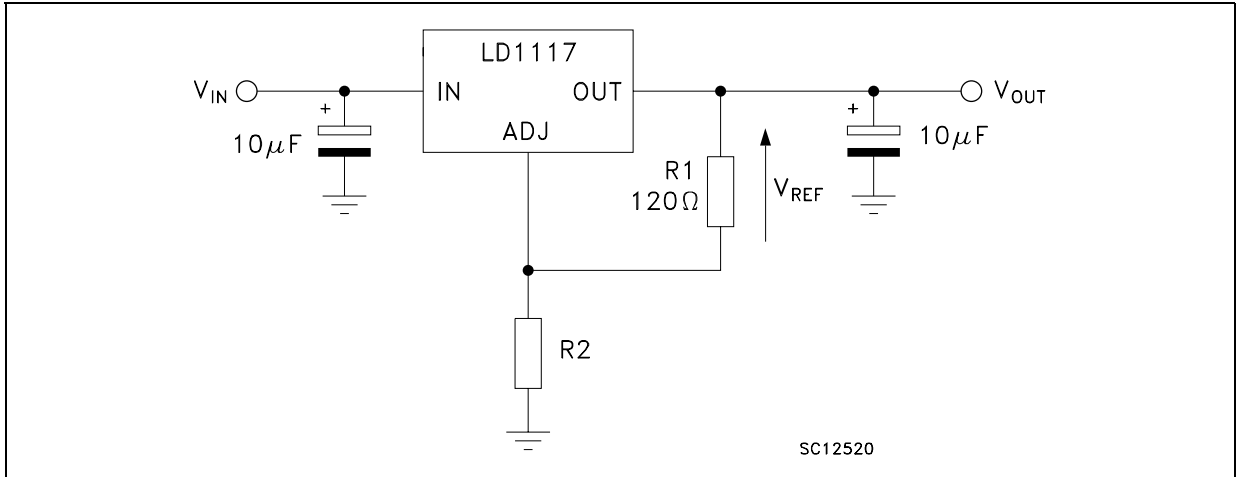 LD1117
V_IN
IN
OUT
V_OUT
+
10μF
ADJ
+
10μF
R1
120Ω
V_REF
R2
SC12520